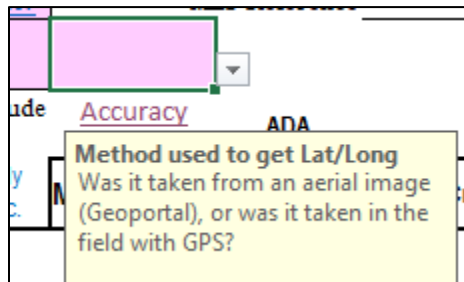 ude
Accuracy
ADA
y
Method used to get Lat/Long
c.
M
Was it taken from an aerial image
(Geoportal), or was it taken in the
field with GPS?